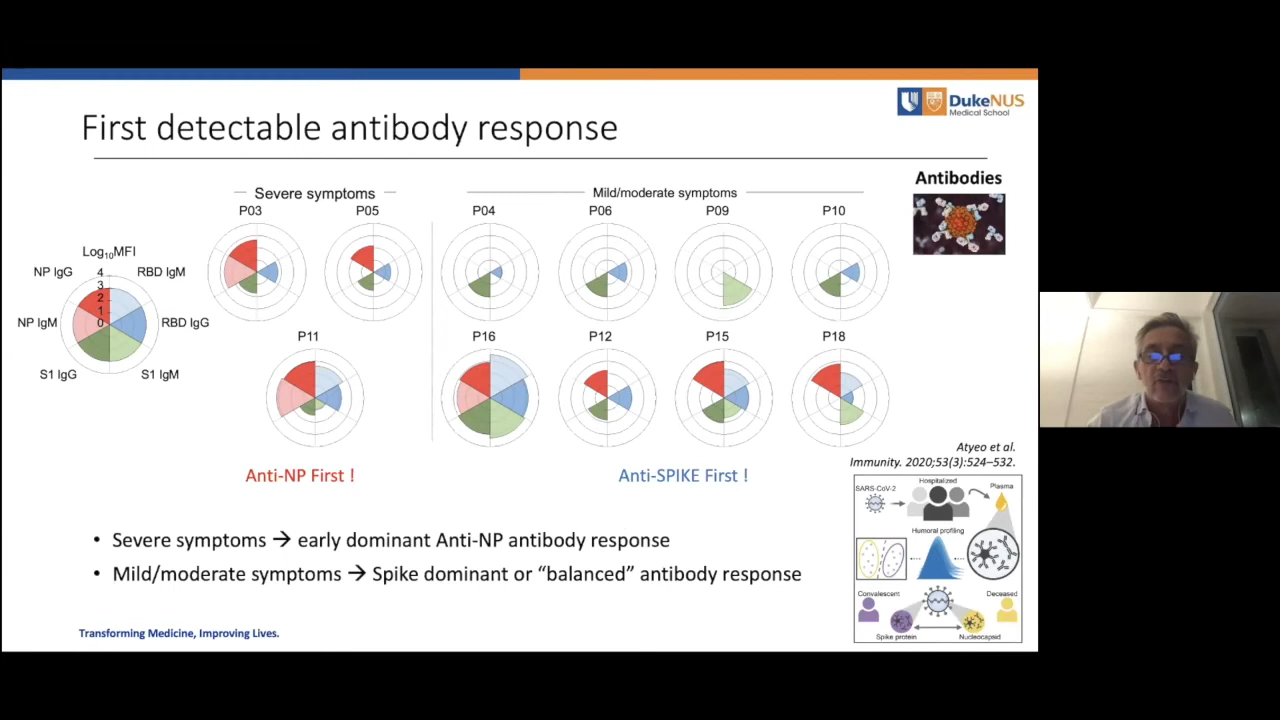 DukeNUS
Medical School
First detectable antibody response
Severe symptoms
Mild/moderate symptoms
Antibodies
P03
P05
P04
P06
P09
P10
Log10MFI
NP IgG
RBD IgM
4
3
2
1
0
NP IgM
RBD IgG
S1 IgG
S1 IgM
P11
P16
P12
P15
P18
Anti-NP First !
Anti-SPIKE First !
Atyeo et al.
Immunity. 2020;53(3):524–532.
SARS-CoV-2
Hospitalized
Plasma
Humoral profiling
Convalescent
Deceased
Spike protein
Nucleocapsid
• Severe symptoms → early dominant Anti-NP antibody response
• Mild/moderate symptoms → Spike dominant or “balanced” antibody response
Transforming Medicine, Improving Lives.